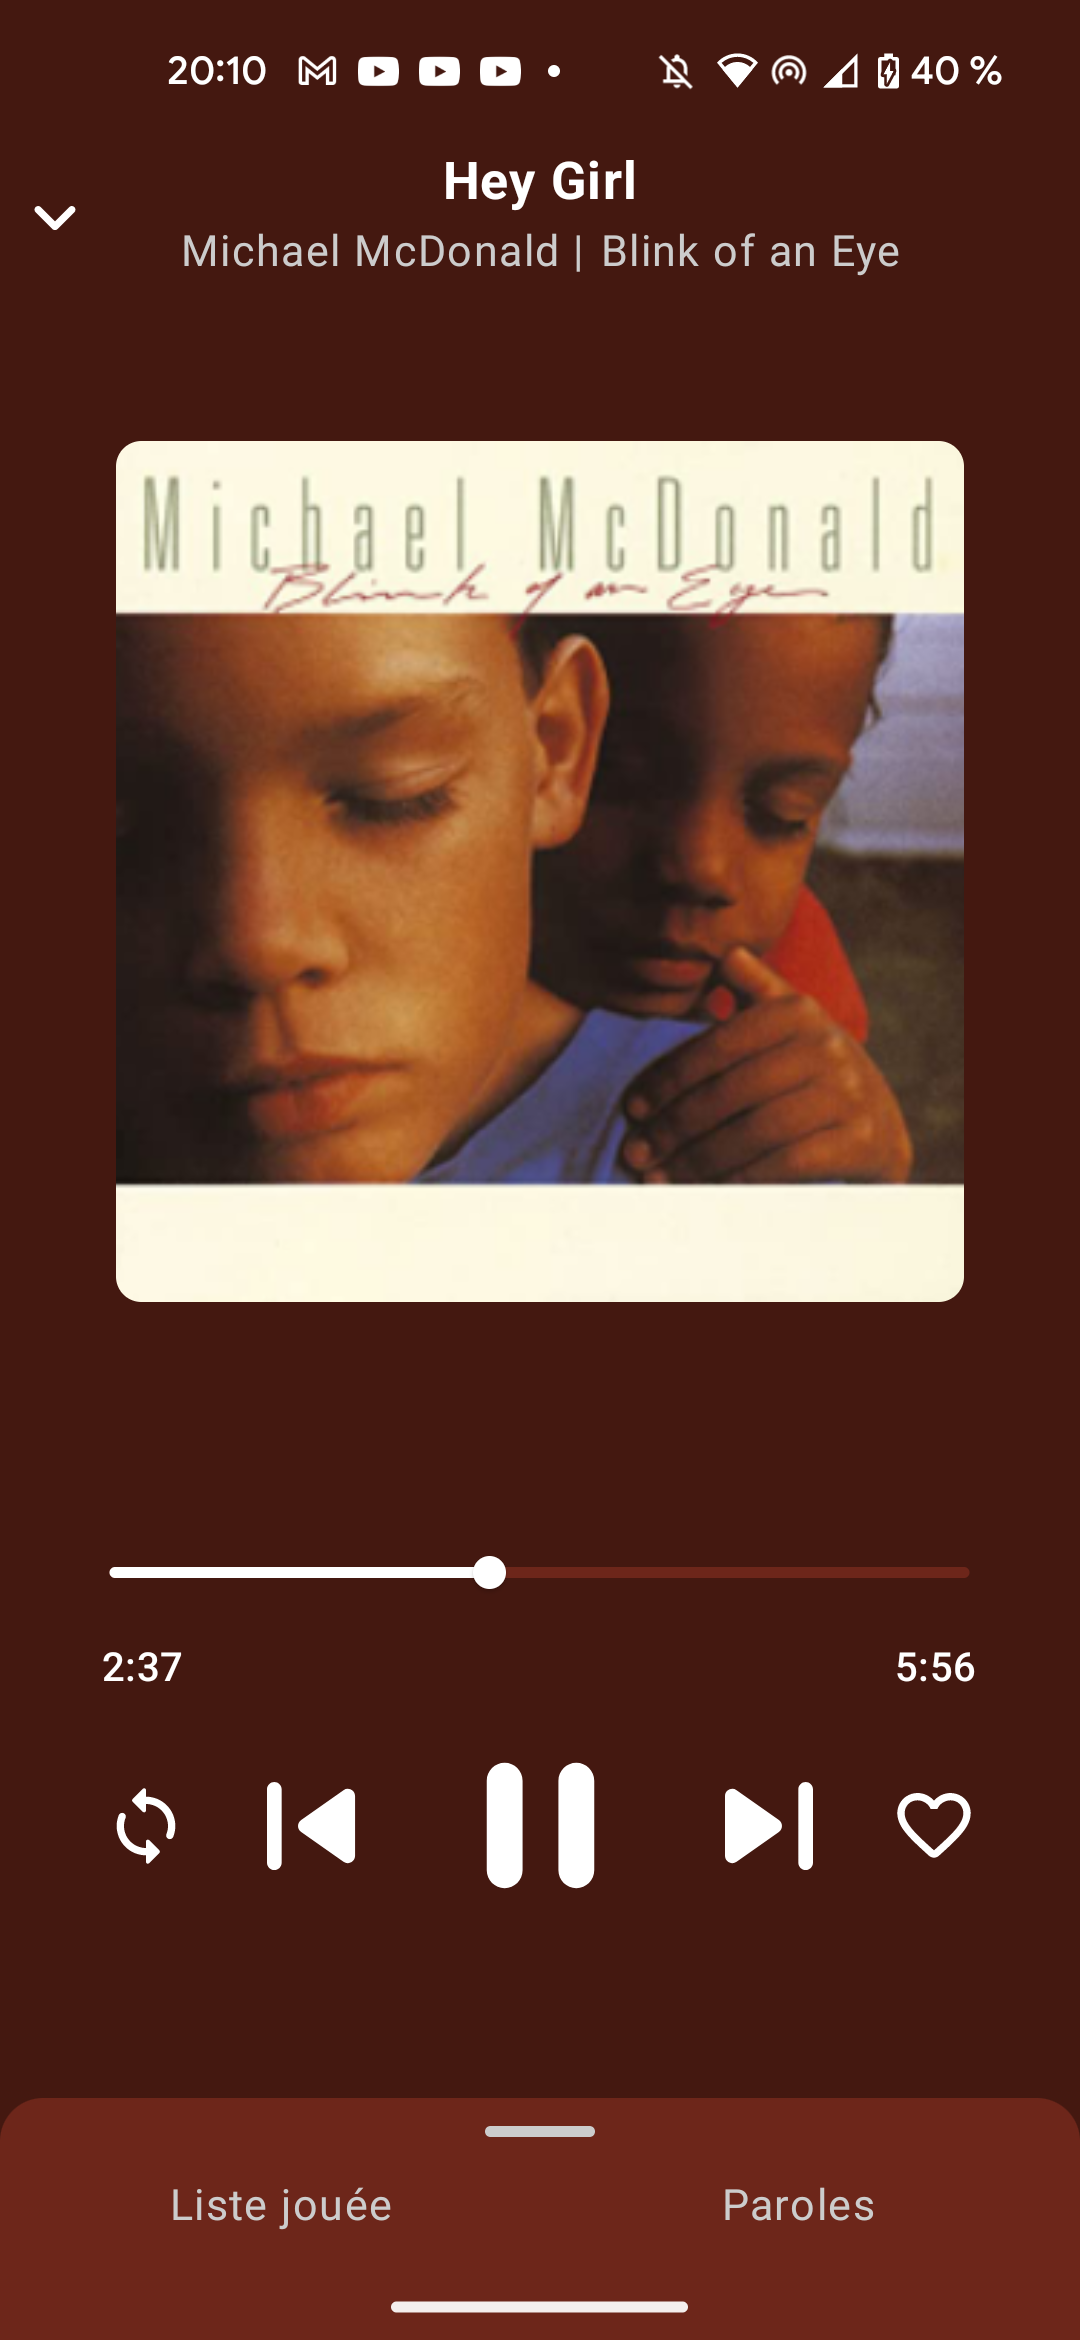 20:10 40 %
Hey Girl
Michael McDonald | Blink of an Eye
Michael McDonald
Blink of an Eye
2:37 5:56
Liste jouée Paroles